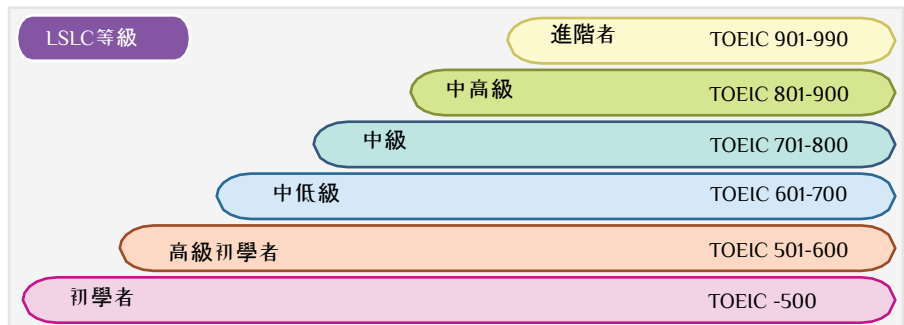 LSLC等級
進階者 TOEIC 901-990
中高級 TOEIC 801-900
中級 TOEIC 701-800
中低級 TOEIC 601-700
高級初學者 TOEIC 501-600
初學者 TOEIC -500